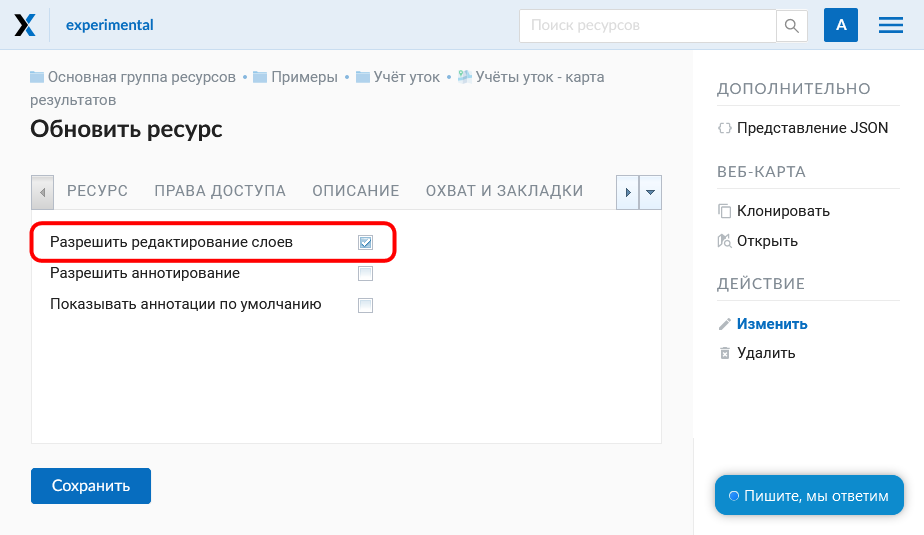 experimental
Поиск ресурсов
A
Основная группа ресурсов • Примеры • Учёт уток • Учёты уток - карта
результатов
Обновить ресурс
РЕСУРС ПРАВА ДОСТУПА ОПИСАНИЕ ОХВАТ И ЗАКЛАДКИ
Разрешить редактирование слоев
Разрешить аннотирование
Показывать аннотации по умолчанию
Сохранить
ДОПОЛНИТЕЛЬНО
Представление JSON
ВЕБ-КАРТА
Клонировать
Открыть
ДЕЙСТВИЕ
Изменить
Удалить
Пишите, мы ответим